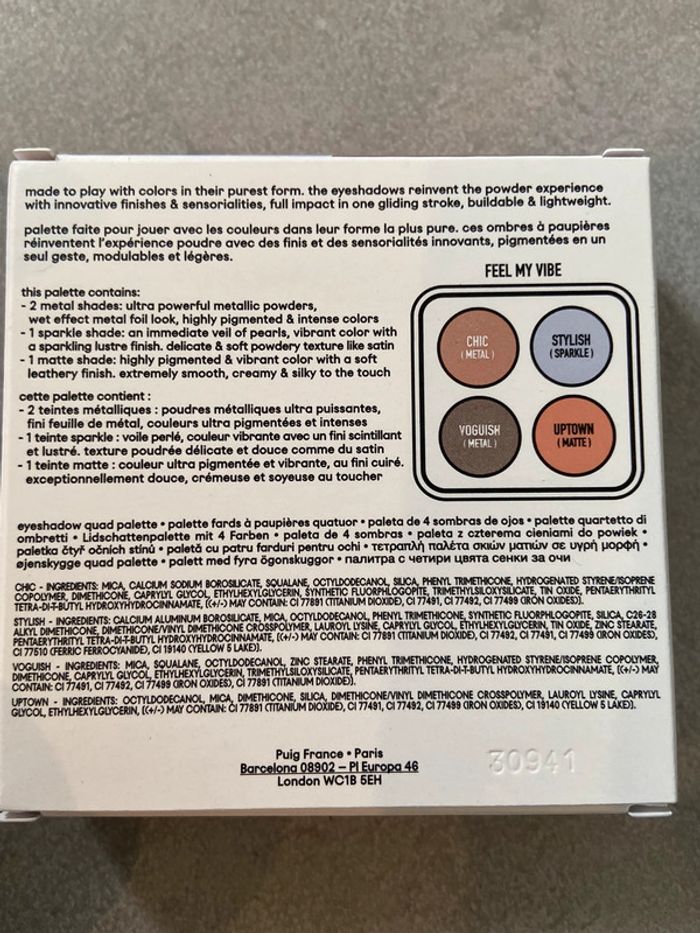 made to play with colors in their purest form. the eyeshadows reinvent the powder experience
with innovative finishes & sensorialities, full impact in one gliding stroke, buildable & lightweight.
palette faite pour jouer avec les couleurs dans leur forme la plus pure. ces ombres à paupières
réinventent l'expérience poudre avec des finis et des sensorialités innovants, pigmentées en un
seul geste, modulables et légères.
this palette contains:
- 2 metal shades: ultra powerful metallic powders,
wet effect metal foil look, highly pigmented & intense colors
- 1 sparkle shade: an immediate veil of pearls, vibrant color with
a sparkling lustre finish. delicate & soft powdery texture like satin
- 1 matte shade: highly pigmented & vibrant color with a soft
leathery finish. extremely smooth, creamy & silky to the touch
cette palette contient :
- 2 teintes métalliques : poudres métalliques ultra puissantes,
fini feuille de métal, couleurs ultra pigmentées et intenses
- 1 teinte sparkle : voile perlé, couleur vibrante avec un fini scintillant
et lustré. texture poudrée délicate et douce comme du satin
- 1 teinte matte : couleur ultra pigmentée et vibrante, au fini cuiré.
exceptionnellement douce, crémeuse et soyeuse au toucher
FEEL MY VIBE
CHIC
(METAL)
STYLISH
(SPARKLE)
VOGUISH
(METAL)
UPTOWN
(MATTE)
eyeshadow quad palette • palette fards à paupières quatuor • paleta de 4 sombras de ojos • palette quartetto di
ombretti • Lidschattenpalette mit 4 Farben • paleta de 4 sombras • paleta z czterema cieniami do powiek •
paletka čtyř očních stínů • paletă cu patru farduri pentru ochi • τετραπλή παλέτα σκιών ματιών σε υγρή μορφή •
øjenskygge quad palette • palett med fyra ögonskuggor • палитра с четири цвята сенки за очи
CHIC - INGREDIENTS: MICA, CALCIUM SODIUM BOROSILICATE, SQUALANE, OCTYLDODECANOL, SILICA, PHENYL TRIMETHICONE, HYDROGENATED STYRENE/ISOPRENE
COPOLYMER, DIMETHICONE, CAPRYLYL GLYCOL, ETHYLHEXYLGLYCERIN, SYNTHETIC FLUORPHLOGOPITE, TRIMETHYLSILOXYSILICATE, TIN OXIDE, PENTAERYTHRITYL
TETRA-DI-T-BUTYL HYDROXYHYDROCINNAMATE, [(+/-) MAY CONTAIN: CI 77891 (TITANIUM DIOXIDE), CI 77491, CI 77492, CI 77499 (IRON OXIDES)].
STYLISH - INGREDIENTS: CALCIUM ALUMINUM BOROSILICATE, MICA, OCTYLDODECANOL, PHENYL TRIMETHICONE, SYNTHETIC FLUORPHLOGOPITE, SILICA, C26-28
ALKYL DIMETHICONE, DIMETHICONE/VINYL DIMETHICONE CROSSPOLYMER, LAUROYL LYSINE, CAPRYLYL GLYCOL, ETHYLHEXYLGLYCERIN, TIN OXIDE, ZINC STEARATE,
PENTAERYTHRITYL TETRA-DI-T-BUTYL HYDROXYHYDROCINNAMATE, [(+/-) MAY CONTAIN: CI 77891 (TITANIUM DIOXIDE), CI 77492, CI 77491, CI 77499 (IRON OXIDES),
CI 77510 (FERRIC FERROCYANIDE), CI 19140 (YELLOW 5 LAKE)].
VOGUISH - INGREDIENTS: MICA, SQUALANE, OCTYLDODECANOL, ZINC STEARATE, PHENYL TRIMETHICONE, HYDROGENATED STYRENE/ISOPRENE COPOLYMER,
DIMETHICONE, CAPRYLYL GLYCOL, ETHYLHEXYLGLYCERIN, TRIMETHYLSILOXYSILICATE, PENTAERYTHRITYL TETRA-DI-T-BUTYL HYDROXYHYDROCINNAMATE, [(+/-) MAY
CONTAIN: CI 77491, CI 77492, CI 77499 (IRON OXIDES), CI 77891 (TITANIUM DIOXIDE)].
UPTOWN - INGREDIENTS: OCTYLDODECANOL, MICA, DIMETHICONE, SILICA, DIMETHICONE/VINYL DIMETHICONE CROSSPOLYMER, LAUROYL LYSINE, CAPRYLYL
GLYCOL, ETHYLHEXYLGLYCERIN, [(+/-) MAY CONTAIN: CI 77891 (TITANIUM DIOXIDE), CI 77491, CI 77492, CI 77499 (IRON OXIDES), CI 19140 (YELLOW 5 LAKE)].
Puig France • Paris
Barcelona 08902 – Pl Europa 46
London WC1B 5EH
30941